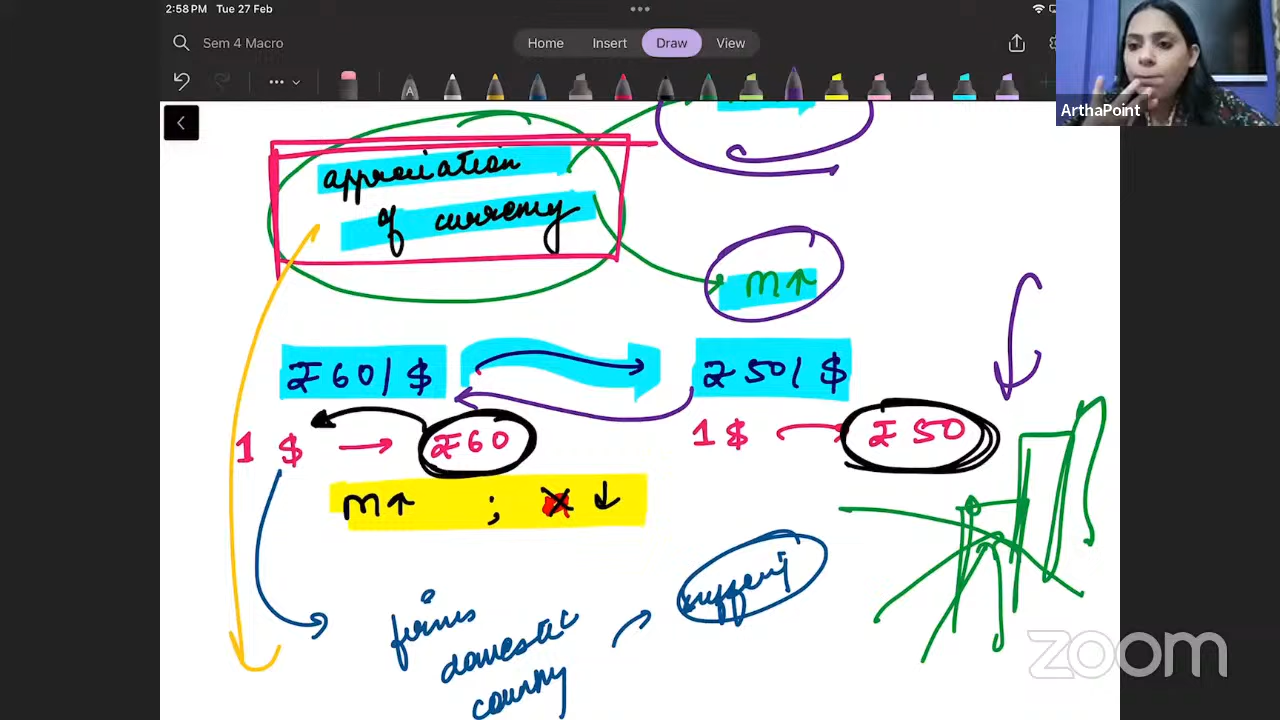 2:58 PM Tue 27 Feb
Sem 4 Macro
Home Insert Draw View
A
ArthaPoint
appreciation
of currency
m↑
₹60/$ → ₹50/$
1 $ → ₹60
1 $ → ₹50
m↑ ; X↓
firms
domestic
country
zoom